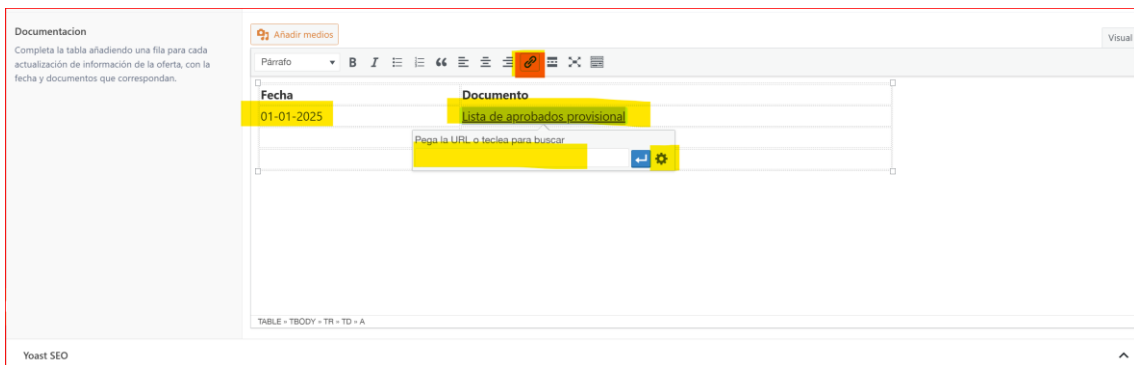 Documentacion
Completa la tabla añadiendo una fila para cada
actualización de información de la oferta, con la
fecha y documentos que correspondan.
Añadir medios
Visual
Párrafo
Fecha Documento
01-01-2025 Lista de aprobados provisional
Pega la URL o teclea para buscar
TABLE » TBODY » TR » TD » A
Yoast SEO